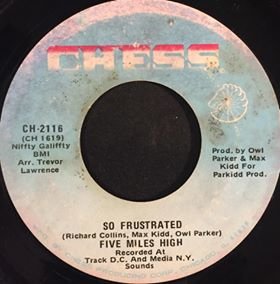 CHESS
CH-2116
(CH 1619)
Niffty Galiffty
BMI
Arr. Trevor
Lawrence
Prod. by Owl
Parker & Max
Kidd For
Parkidd Prod.
SO FRUSTRATED
(Richard Collins, Max Kidd, Owl Parker)
FIVE MILES HIGH
Recorded At
Track D.C. And Media N.Y.
Sounds